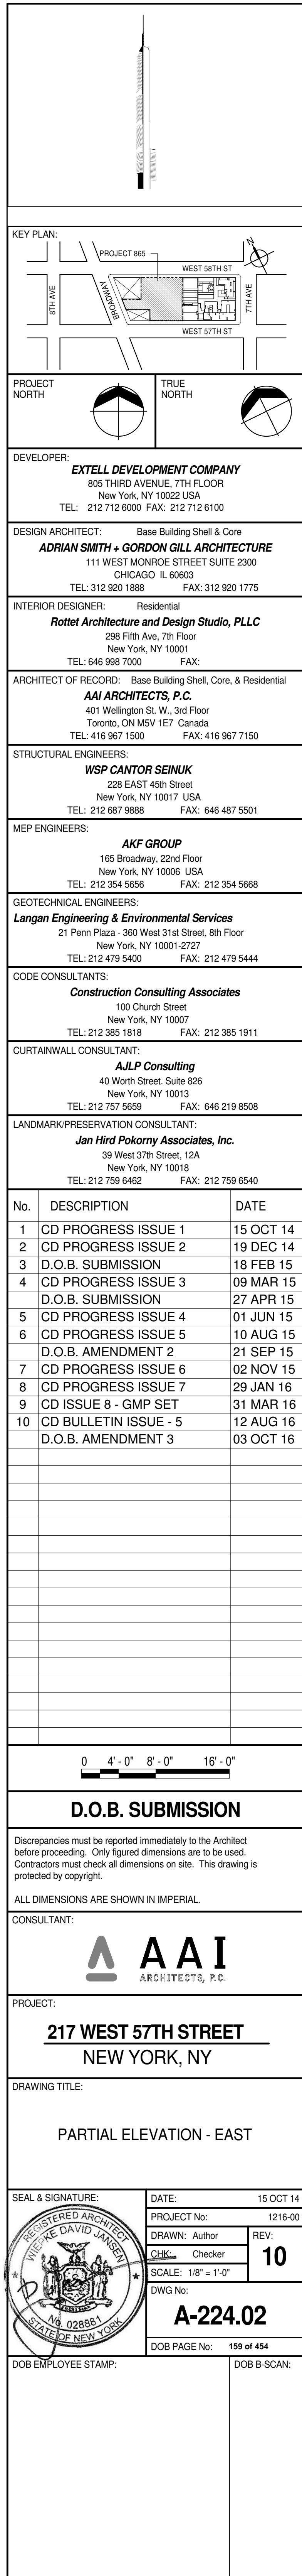 KEY PLAN:
N
PROJECT 865
WEST 58TH ST
8TH AVE
BROADWAY
7TH AVE
WEST 57TH ST
PROJECT
NORTH
TRUE
NORTH
DEVELOPER:
EXTELL DEVELOPMENT COMPANY
805 THIRD AVENUE, 7TH FLOOR
New York, NY 10022 USA
TEL: 212 712 6000 FAX: 212 712 6100
DESIGN ARCHITECT: Base Building Shell & Core
ADRIAN SMITH + GORDON GILL ARCHITECTURE
111 WEST MONROE STREET SUITE 2300
CHICAGO IL 60603
TEL: 312 920 1888 FAX: 312 920 1775
INTERIOR DESIGNER: Residential
Rottet Architecture and Design Studio, PLLC
298 Fifth Ave, 7th Floor
New York, NY 10001
TEL: 646 998 7000 FAX:
ARCHITECT OF RECORD: Base Building Shell, Core, & Residential
AAI ARCHITECTS, P.C.
401 Wellington St. W., 3rd Floor
Toronto, ON M5V 1E7 Canada
TEL: 416 967 1500 FAX: 416 967 7150
STRUCTURAL ENGINEERS:
WSP CANTOR SEINUK
228 EAST 45th Street
New York, NY 10017 USA
TEL: 212 687 9888 FAX: 646 487 5501
MEP ENGINEERS:
AKF GROUP
165 Broadway, 22nd Floor
New York, NY 10006 USA
TEL: 212 354 5656 FAX: 212 354 5668
GEOTECHNICAL ENGINEERS:
Langan Engineering & Environmental Services
21 Penn Plaza - 360 West 31st Street, 8th Floor
New York, NY 10001-2727
TEL: 212 479 5400 FAX: 212 479 5444
CODE CONSULTANTS:
Construction Consulting Associates
100 Church Street
New York, NY 10007
TEL: 212 385 1818 FAX: 212 385 1911
CURTAINWALL CONSULTANT:
AJLP Consulting
40 Worth Street. Suite 826
New York, NY 10013
TEL: 212 757 5659 FAX: 646 219 8508
LANDMARK/PRESERVATION CONSULTANT:
Jan Hird Pokorny Associates, Inc.
39 West 37th Street, 12A
New York, NY 10018
TEL: 212 759 6462 FAX: 212 759 6540
No. DESCRIPTION DATE
1 CD PROGRESS ISSUE 1 15 OCT 14
2 CD PROGRESS ISSUE 2 19 DEC 14
3 D.O.B. SUBMISSION 18 FEB 15
4 CD PROGRESS ISSUE 3 09 MAR 15
D.O.B. SUBMISSION 27 APR 15
5 CD PROGRESS ISSUE 4 01 JUN 15
6 CD PROGRESS ISSUE 5 10 AUG 15
D.O.B. AMENDMENT 2 21 SEP 15
7 CD PROGRESS ISSUE 6 02 NOV 15
8 CD PROGRESS ISSUE 7 29 JAN 16
9 CD ISSUE 8 - GMP SET 31 MAR 16
10 CD BULLETIN ISSUE - 5 12 AUG 16
D.O.B. AMENDMENT 3 03 OCT 16
0 4' - 0" 8' - 0" 16' - 0"
D.O.B. SUBMISSION
Discrepancies must be reported immediately to the Architect
before proceeding. Only figured dimensions are to be used.
Contractors must check all dimensions on site. This drawing is
protected by copyright.
ALL DIMENSIONS ARE SHOWN IN IMPERIAL.
CONSULTANT:
AAI
ARCHITECTS, P.C.
PROJECT:
217 WEST 57TH STREET
NEW YORK, NY
DRAWING TITLE:
PARTIAL ELEVATION - EAST
SEAL & SIGNATURE:
REGISTERED ARCHITECT
WIEPKE DAVID JANSEN
No. 028881
STATE OF NEW YORK
DATE: 15 OCT 14
PROJECT No: 1216-00
DRAWN: Author
CHK: Checker
SCALE: 1/8" = 1'-0"
REV:
10
DWG No:
A-224.02
DOB PAGE No: 159 of 454
DOB EMPLOYEE STAMP:
DOB B-SCAN: